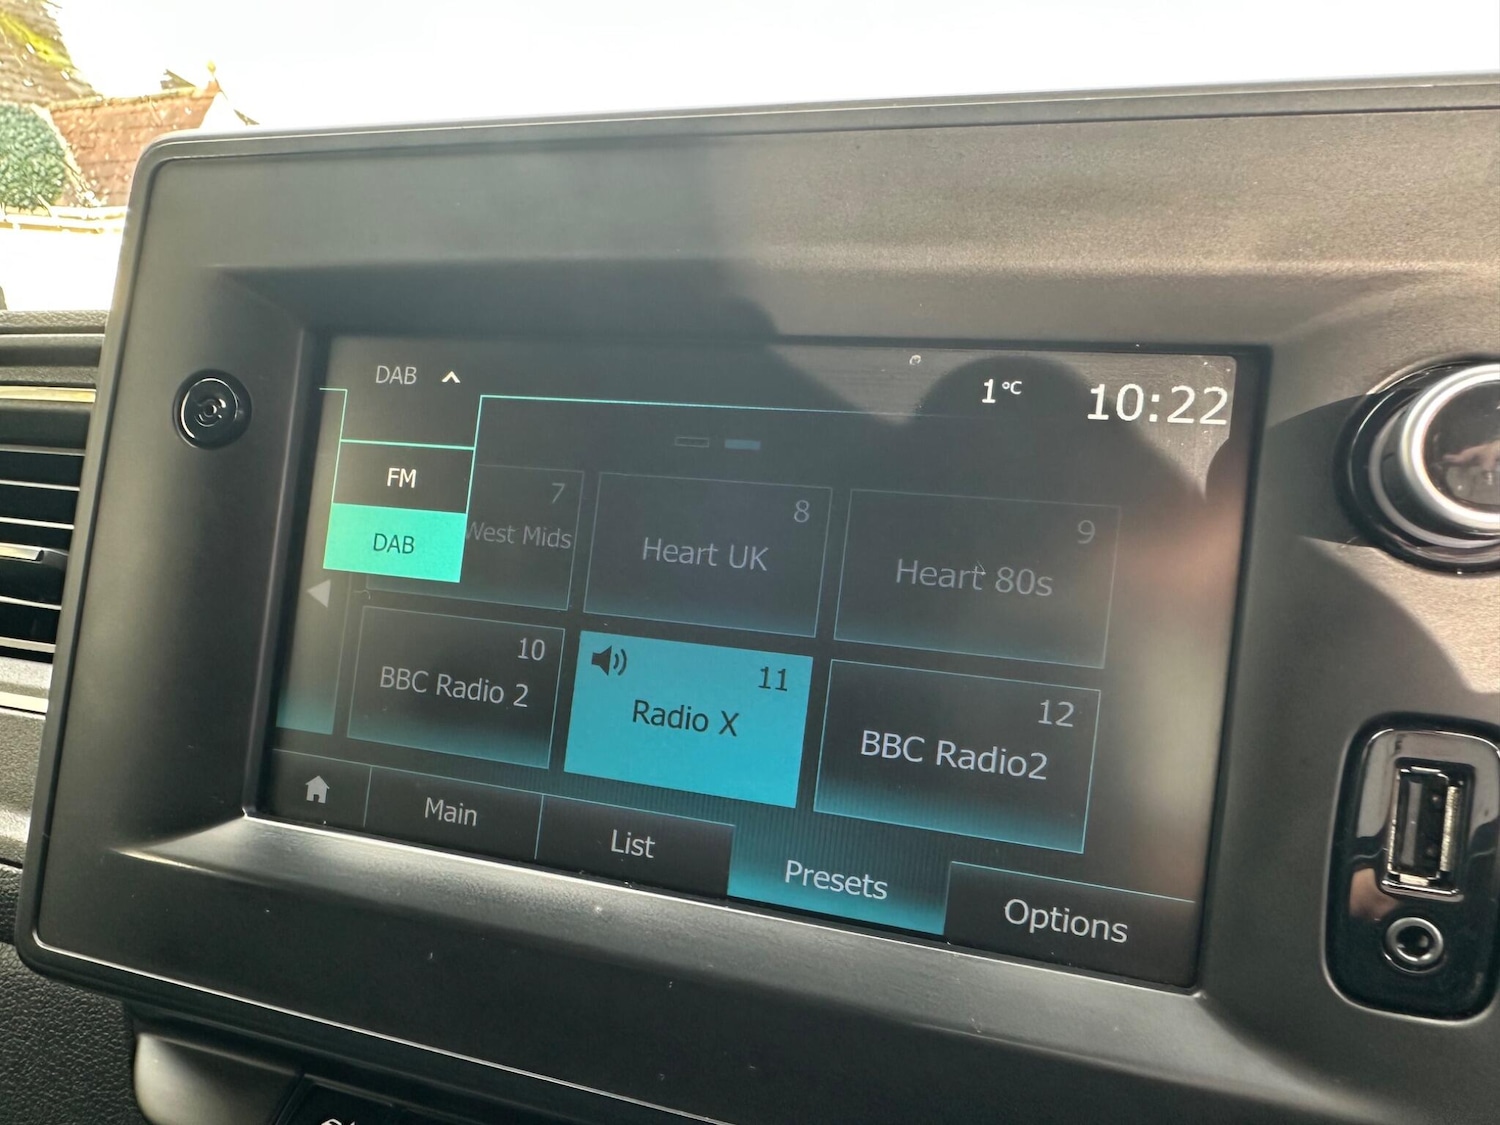 DAB
1°C
10:22
FM
DAB
7
West Mids
8
Heart UK
9
Heart 80s
10
BBC Radio 2
11
Radio X
12
BBC Radio2
Main
List
Presets
Options